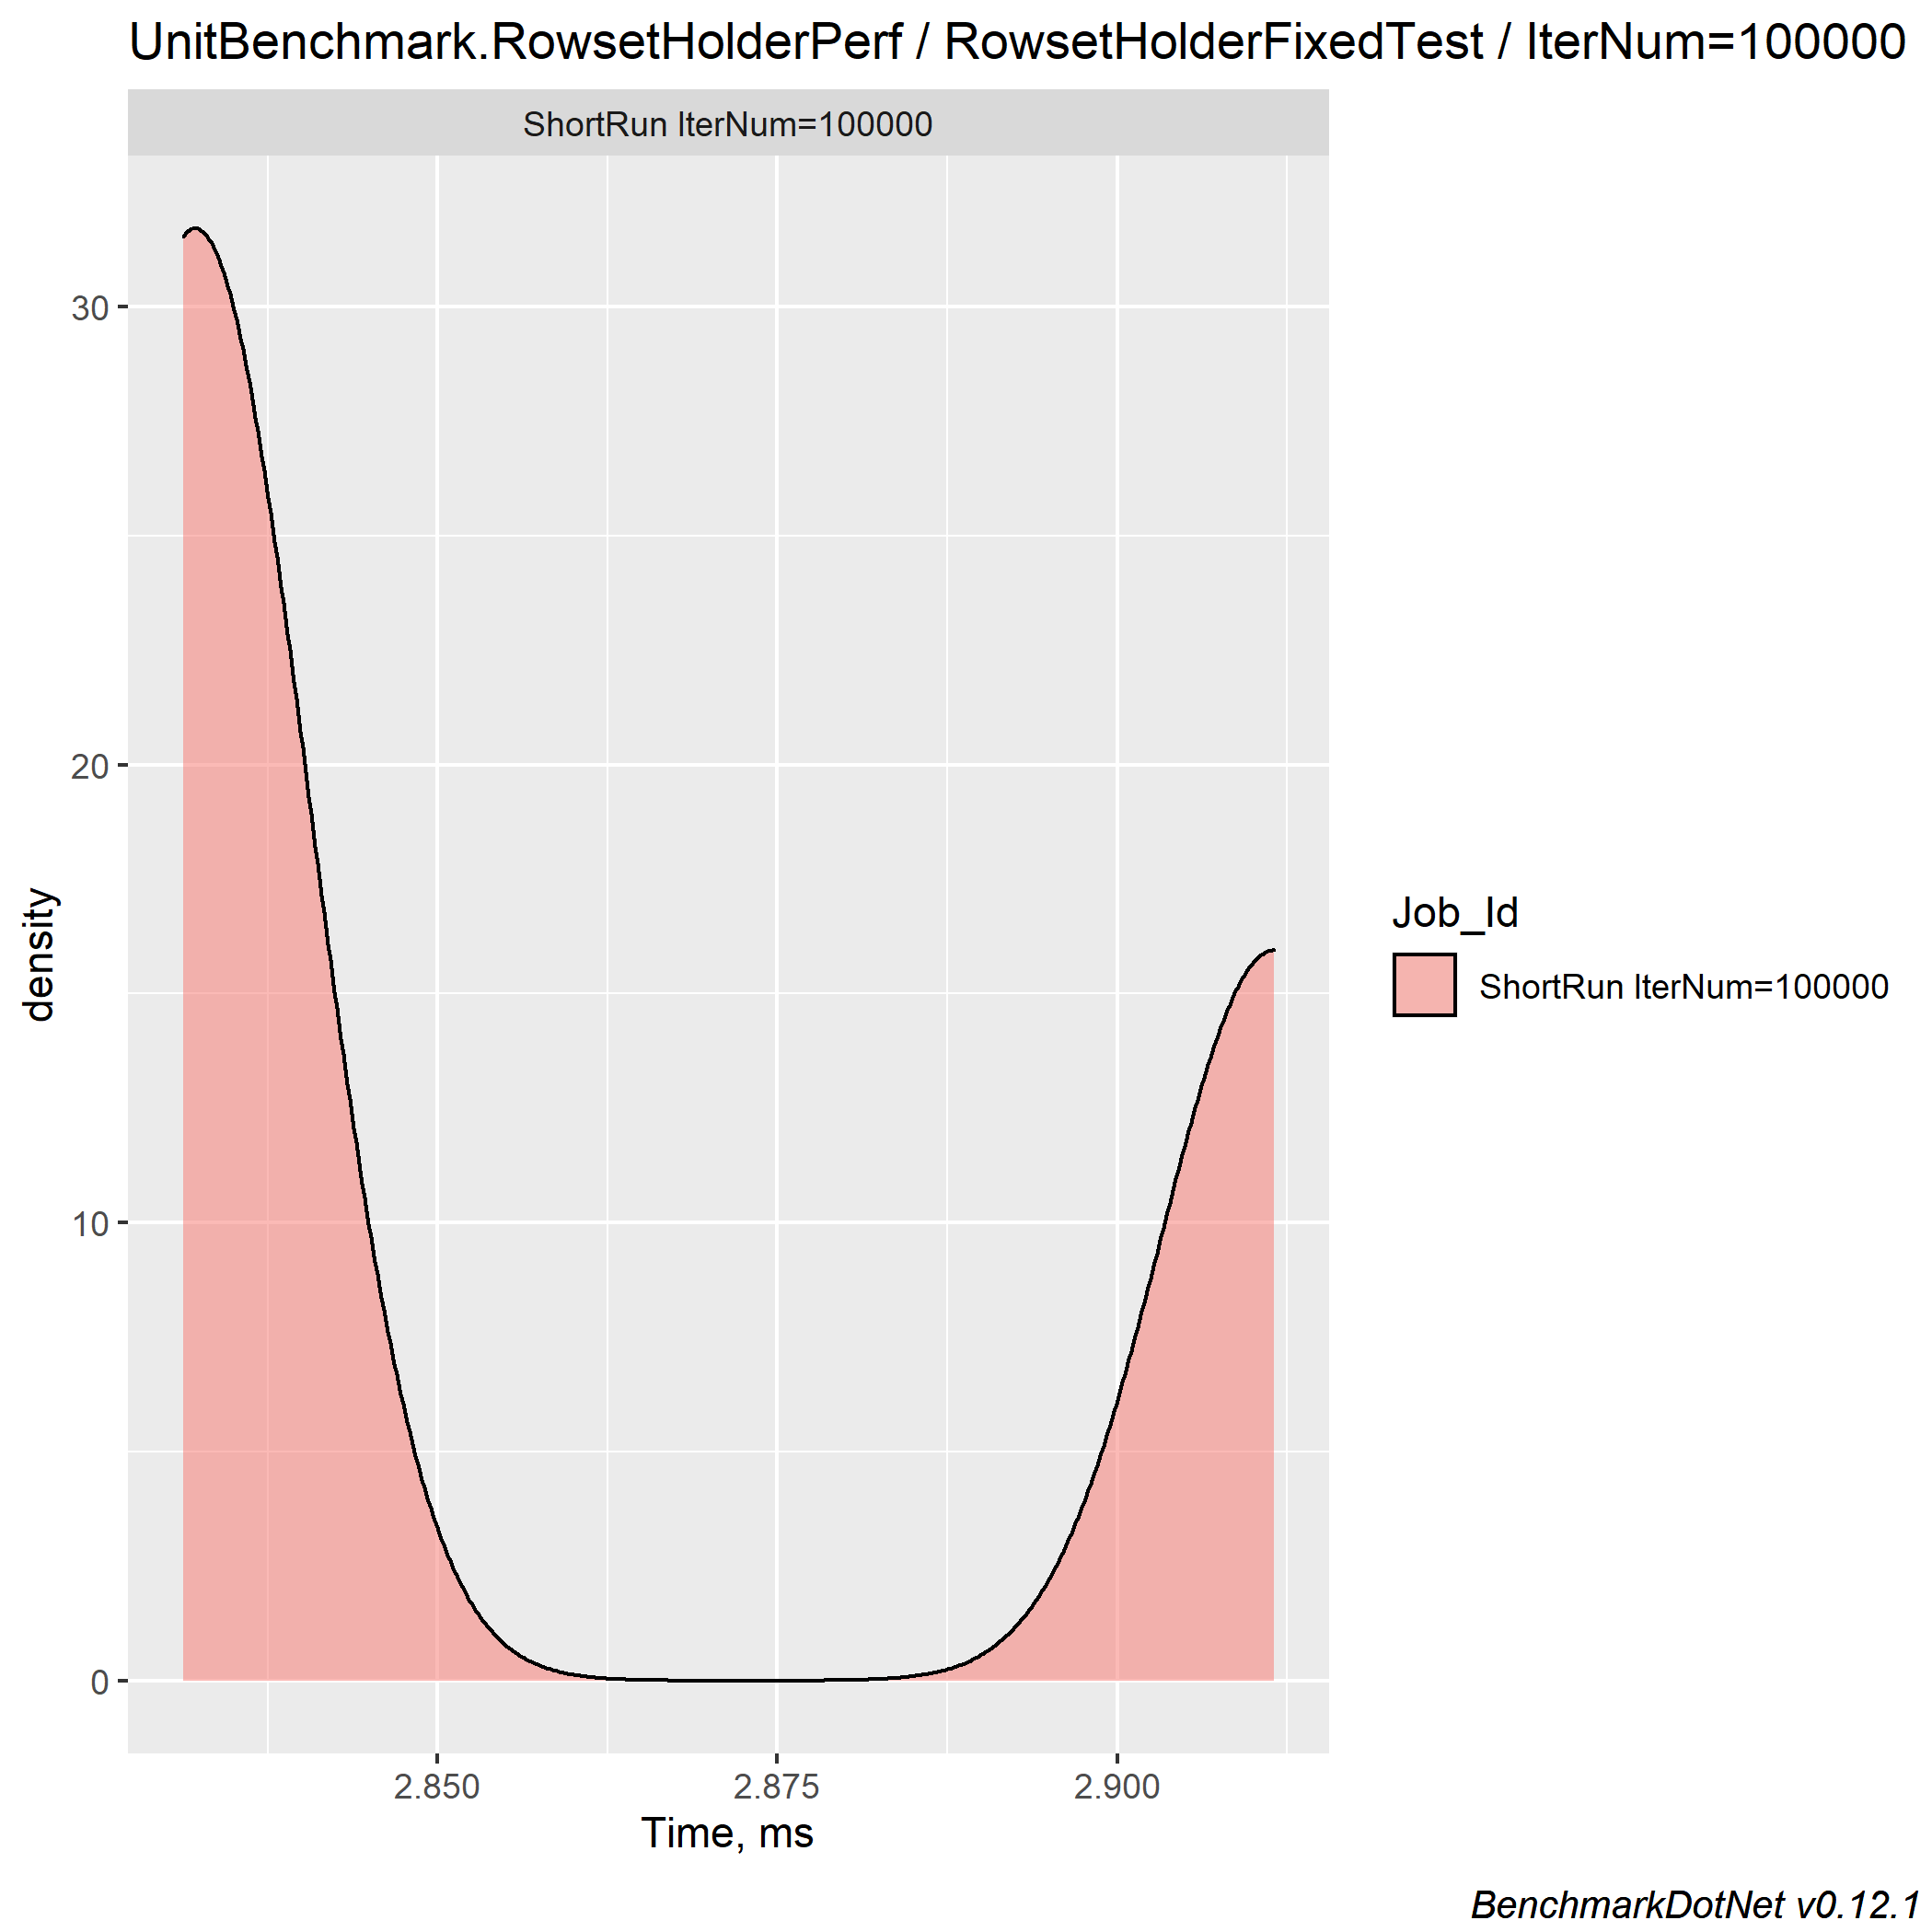 UnitBenchmark.RowsetHolderPerf / RowsetHolderFixedTest / IterNum=100000
ShortRun IterNum=100000
30
20
10
0
density
2.850
2.875
2.900
Time, ms
Job_Id
ShortRun IterNum=100000
BenchmarkDotNet v0.12.1